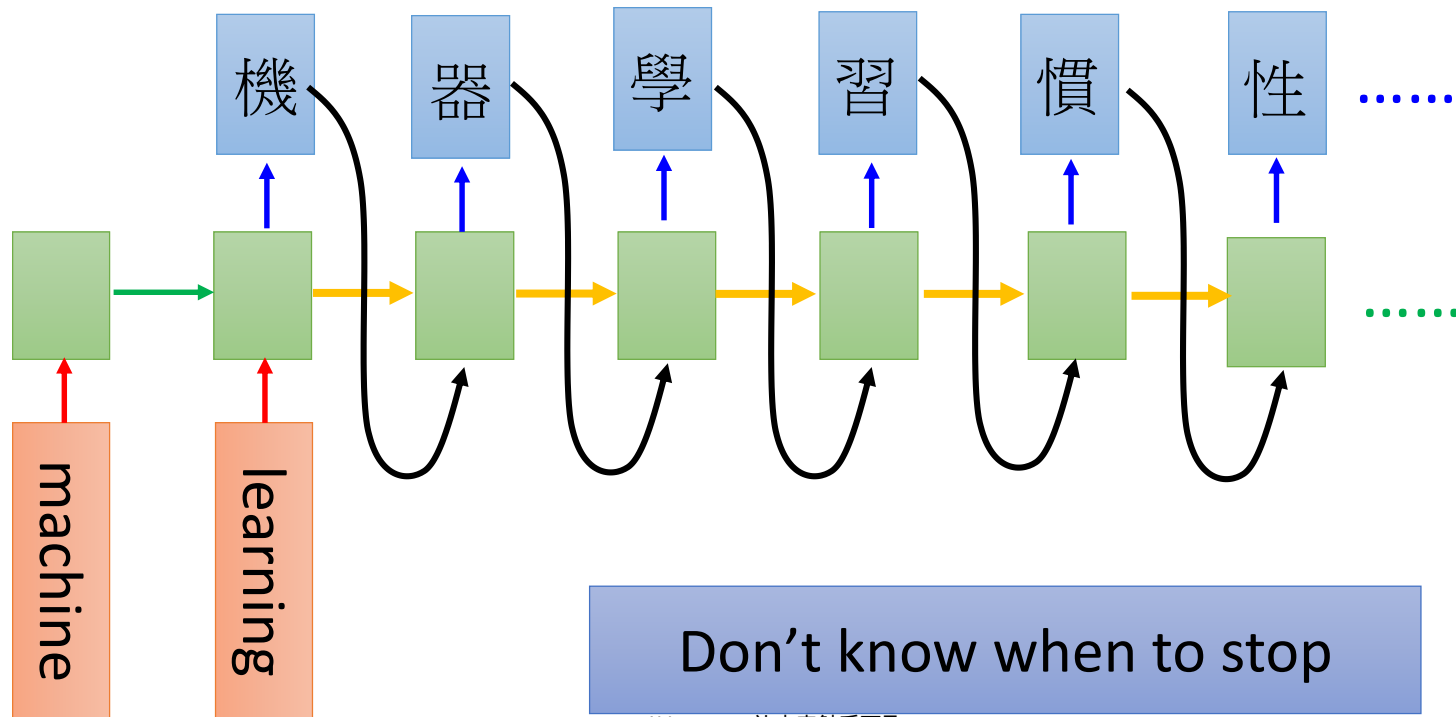 機 器 學 習 慣 性 ......
......
machine
learning
Don't know when to stop